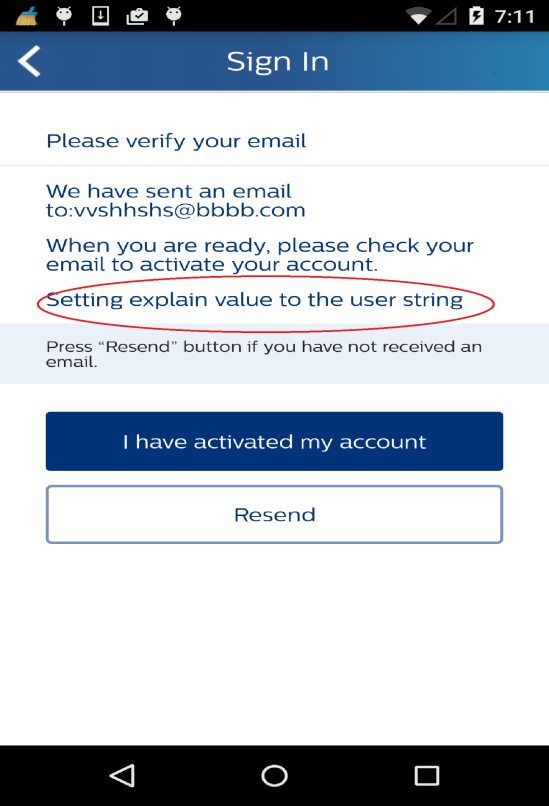 7:11
Sign In
Please verify your email
We have sent an email
to:vvshhshs@bbbb.com
When you are ready, please check your
email to activate your account.
Setting explain value to the user string
Press “Resend” button if you have not received an
email.
I have activated my account
Resend